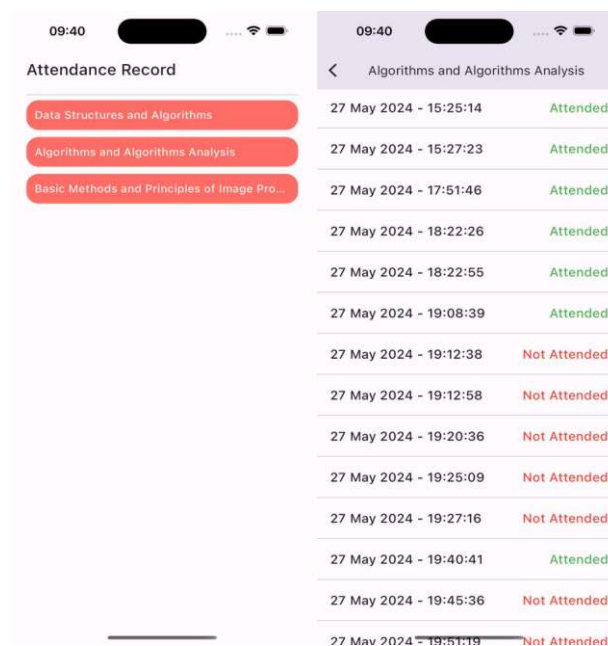 09:40
Attendance Record
Data Structures and Algorithms
Algorithms and Algorithms Analysis
Basic Methods and Principles of Image Pro...
09:40
Algorithms and Algorithms Analysis
27 May 2024 - 15:25:14 Attended
27 May 2024 - 15:27:23 Attended
27 May 2024 - 17:51:46 Attended
27 May 2024 - 18:22:26 Attended
27 May 2024 - 18:22:55 Attended
27 May 2024 - 19:08:39 Attended
27 May 2024 - 19:12:38 Not Attended
27 May 2024 - 19:12:58 Not Attended
27 May 2024 - 19:20:36 Not Attended
27 May 2024 - 19:25:09 Not Attended
27 May 2024 - 19:27:16 Not Attended
27 May 2024 - 19:40:41 Attended
27 May 2024 - 19:45:36 Not Attended
27 May 2024 - 19:51:19 Not Attended